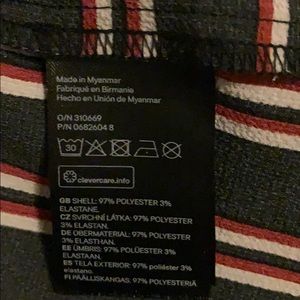 Made in Myanmar
Fabriqué en Birmanie
Hecho en Unión de Myanmar
O/N 310669
P/N 0682604 8
30
clevercare.info
GB SHELL: 97% POLYESTER 3%
ELASTANE.
CZ SVRCHNÍ LÁTKA: 97% POLYESTER
3% ELASTAN.
DE OBERMATERIAL: 97% POLYESTER
3% ELASTHAN.
EE ÜMBRIS: 97% POLÜESTER 3%
ELASTAAN.
ES TELA EXTERIOR: 97% poliéster 3%
elastano.
FI PÄÄLLISKANGAS: 97% POLYESTERI